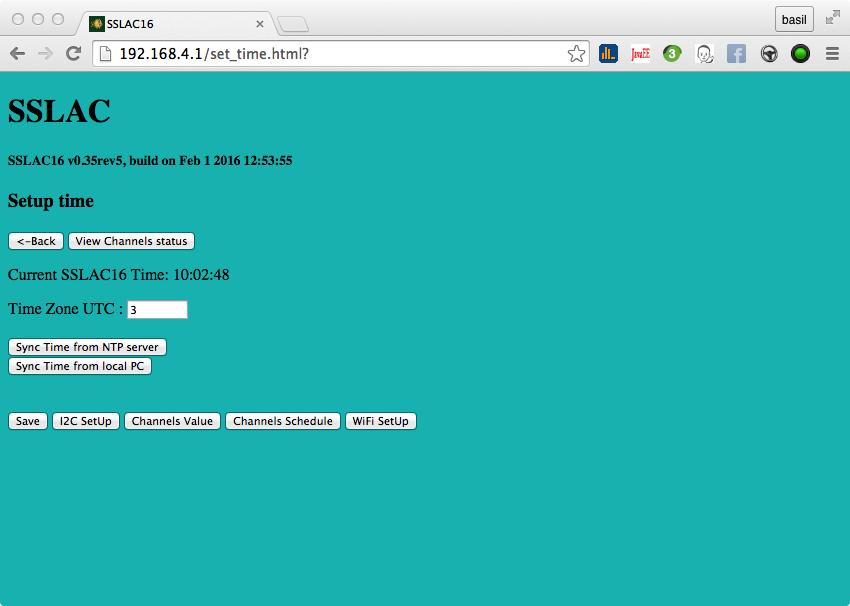 SSLAC16
basil
192.168.4.1/set_time.html?
JavaEE
3
f
SSLAC
SSLAC16 v0.35rev5, build on Feb 1 2016 12:53:55
Setup time
<-Back View Channels status
Current SSLAC16 Time: 10:02:48
Time Zone UTC : 3
Sync Time from NTP server
Sync Time from local PC
Save I2C SetUp Channels Value Channels Schedule WiFi SetUp